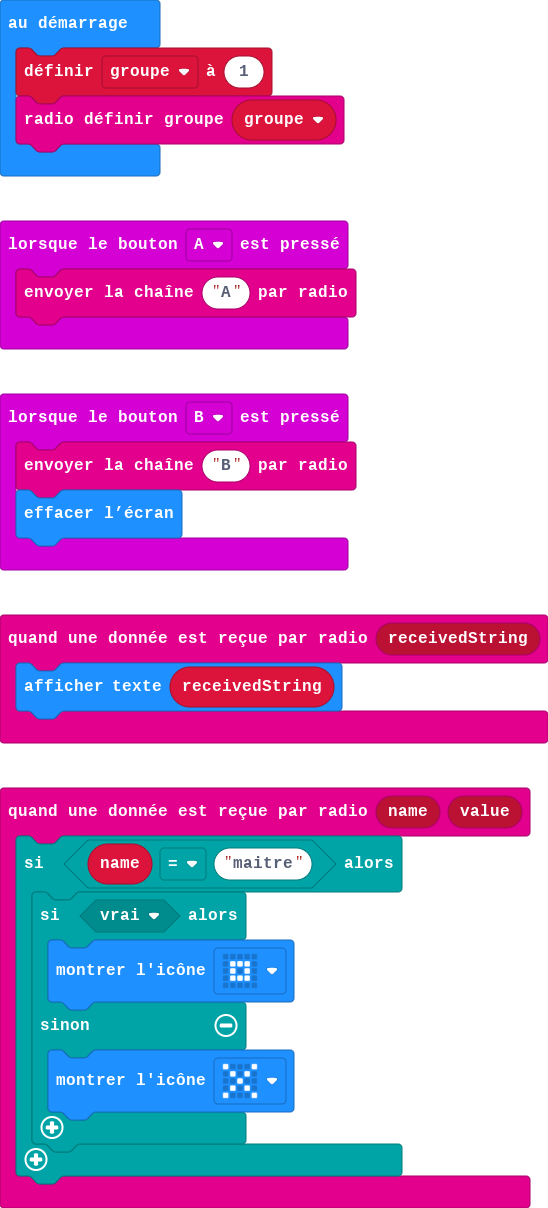 au démarrage
définir groupe à 1
radio définir groupe groupe
lorsque le bouton A est pressé
envoyer la chaîne "A" par radio
lorsque le bouton B est pressé
envoyer la chaîne "B" par radio
effacer l’écran
quand une donnée est reçue par radio receivedString
afficher texte receivedString
quand une donnée est reçue par radio name value
si name = "maitre" alors
si vrai alors
montrer l'icône
sinon
montrer l'icône